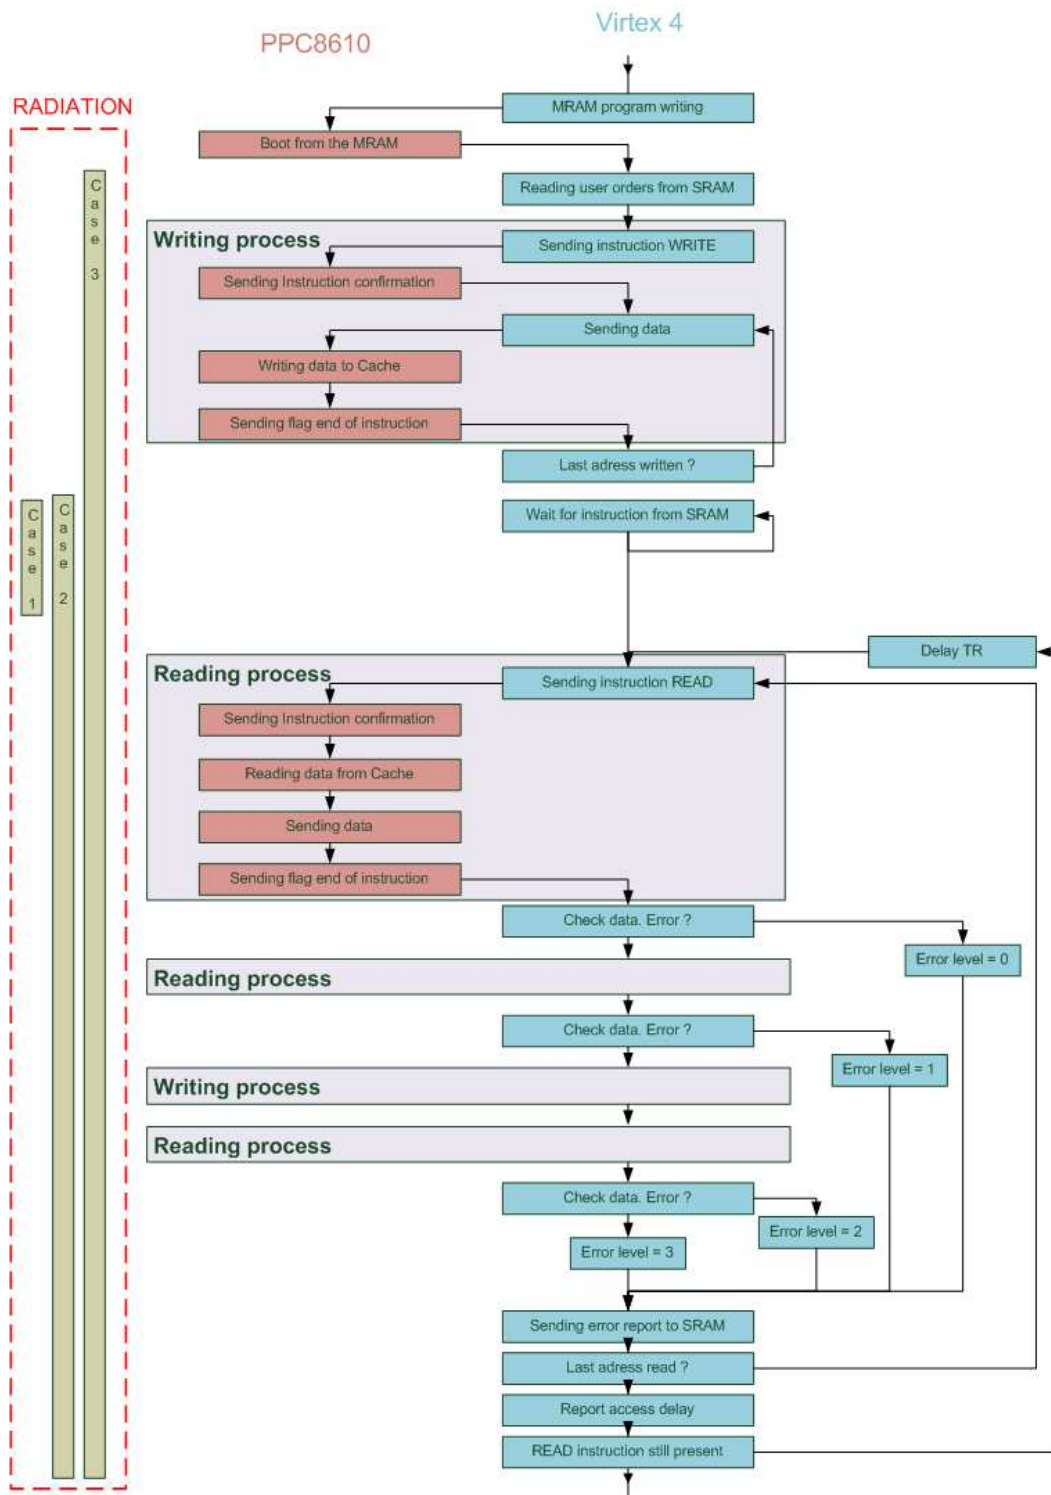 Virtex 4
PPC8610
RADIATION
MRAM program writing
Boot from the MRAM
Reading user orders from SRAM
Case 3
Writing process
Sending instruction WRITE
Sending Instruction confirmation
Sending data
Writing data to Cache
Sending flag end of instruction
Last adress written ?
Case 1
Case 2
Wait for instruction from SRAM
Delay TR
Reading process
Sending instruction READ
Sending Instruction confirmation
Reading data from Cache
Sending data
Sending flag end of instruction
Check data. Error ?
Error level = 0
Reading process
Check data. Error ?
Error level = 1
Writing process
Reading process
Check data. Error ?
Error level = 2
Error level = 3
Sending error report to SRAM
Last adress read ?
Report access delay
READ instruction still present